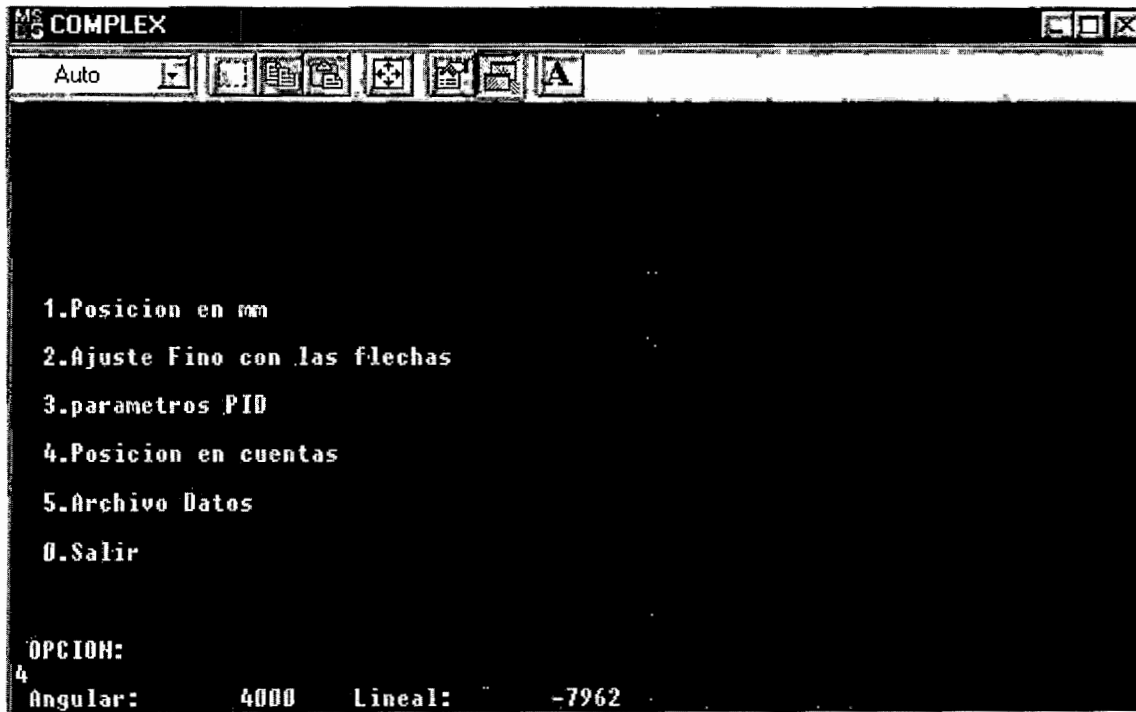 MS DOS COMPLEX
Auto
A
1.Posicion en mm
2.Ajuste Fino con las flechas
3.parametros PID
4.Posicion en cuentas
5.Archivo Datos
0.Salir
OPCION:
4
Angular: 4000 Lineal: -7962